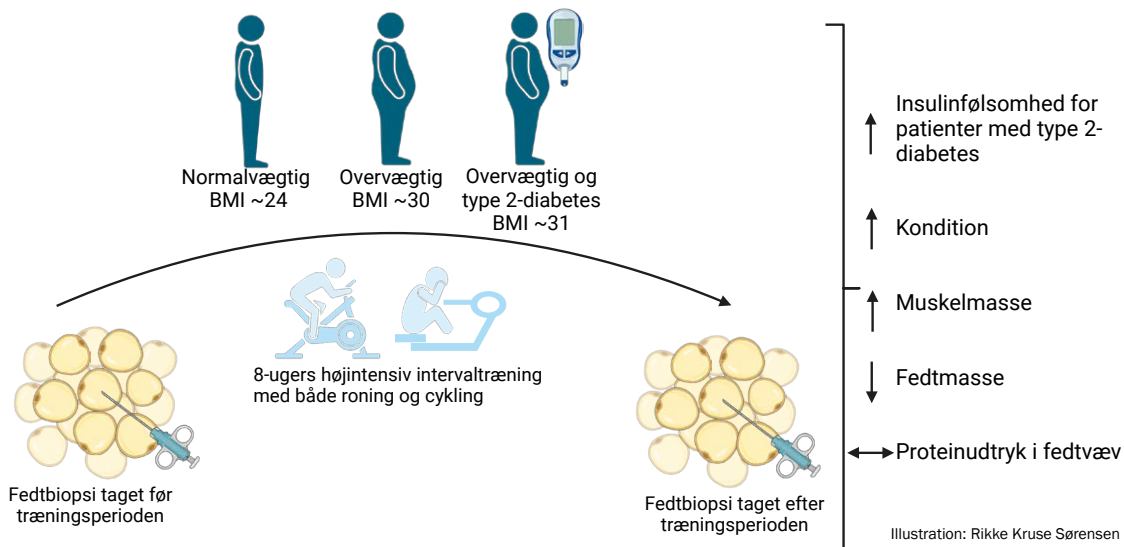 Normalvægtig
BMI ~24
Overvægtig
BMI ~30
Overvægtig og
type 2-diabetes
BMI ~31
8-ugers højintensiv intervaltræning
med både roning og cykling
Fedtbiopsi taget før
træningsperioden
Fedtbiopsi taget efter
træningsperioden
Insulinfølsomhed for
patienter med type 2-
diabetes
Kondition
Muskelmasse
Fedtmasse
Proteinudtryk i fedtvæv
Illustration: Rikke Kruse Sørensen